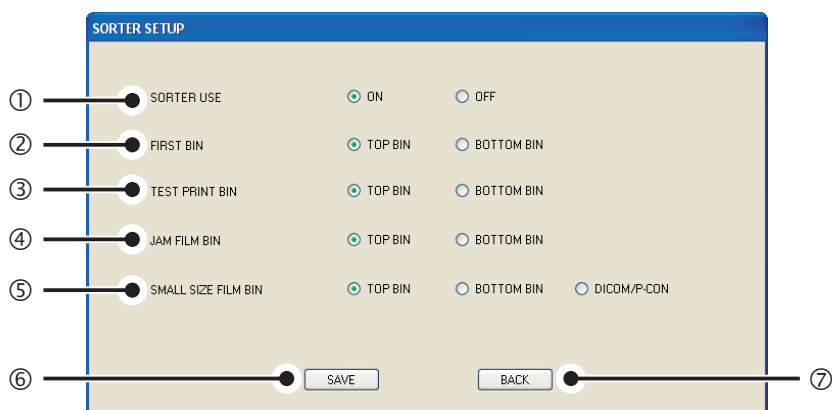 SORTER SETUP
① SORTER USE ON OFF
② FIRST BIN TOP BIN BOTTOM BIN
③ TEST PRINT BIN TOP BIN BOTTOM BIN
④ JAM FILM BIN TOP BIN BOTTOM BIN
⑤ SMALL SIZE FILM BIN TOP BIN BOTTOM BIN DICOM/P-CON
⑥ SAVE BACK ⑦